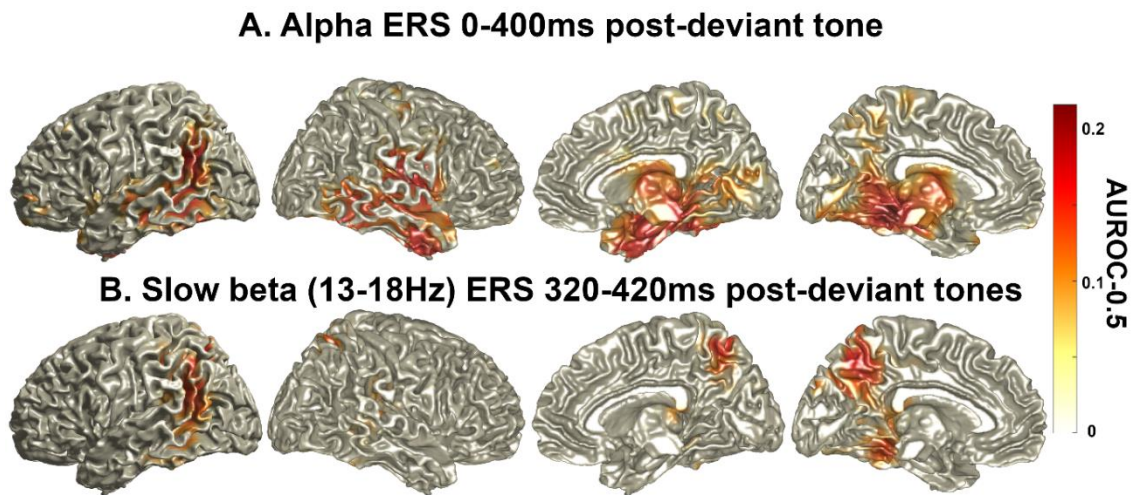 A. Alpha ERS 0-400ms post-deviant tone
0.2
0.1
0
AUROC-0.5
B. Slow beta (13-18Hz) ERS 320-420ms post-deviant tones